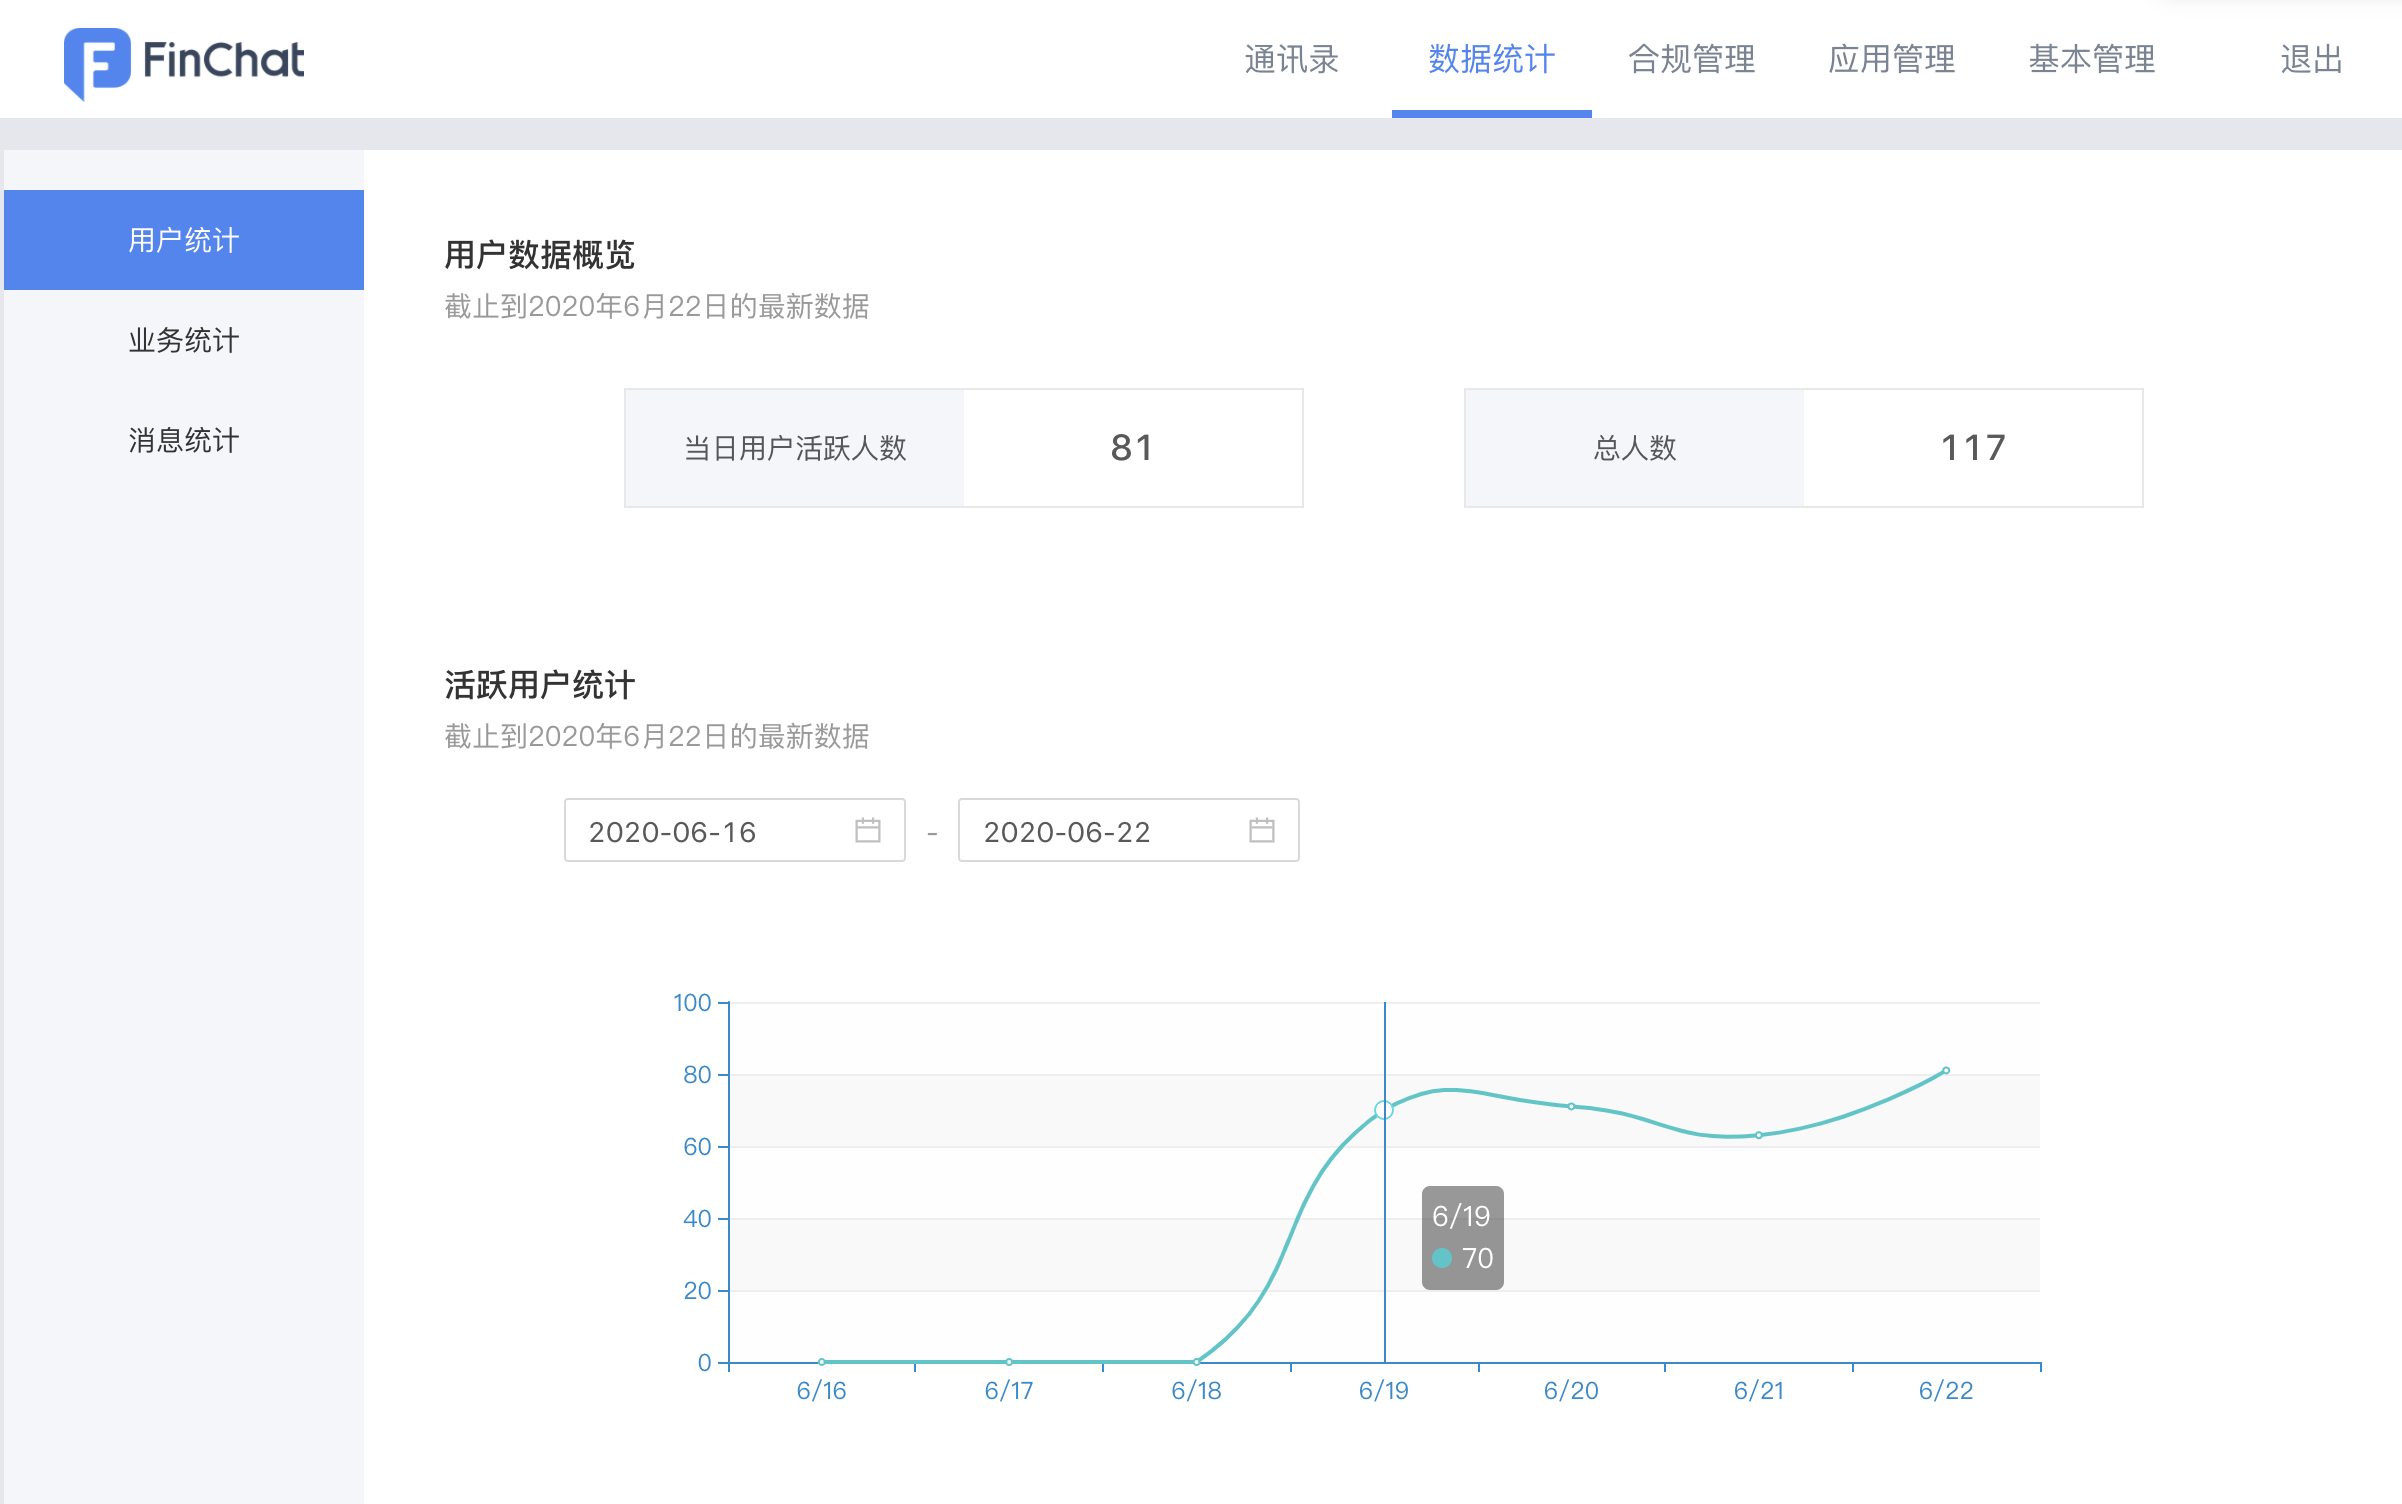 FinChat
通讯录 数据统计 合规管理 应用管理 基本管理 退出
用户统计
业务统计
消息统计
用户数据概览
截止到2020年6月22日的最新数据
当日用户活跃人数 81 总人数 117
活跃用户统计
截止到2020年6月22日的最新数据
2020-06-16 - 2020-06-22
100
80
60
40
20
0
6/19
70
6/16 6/17 6/18 6/19 6/20 6/21 6/22